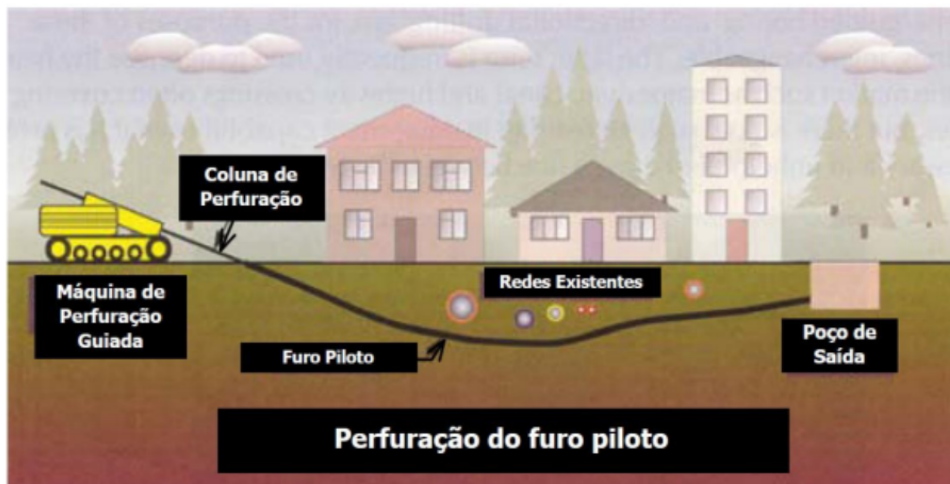 Coluna de
Perfuração
Redes Existentes
Máquina de
Perfuração
Guiada
Furo Piloto
Poço de
Saída
Perfuração do furo piloto